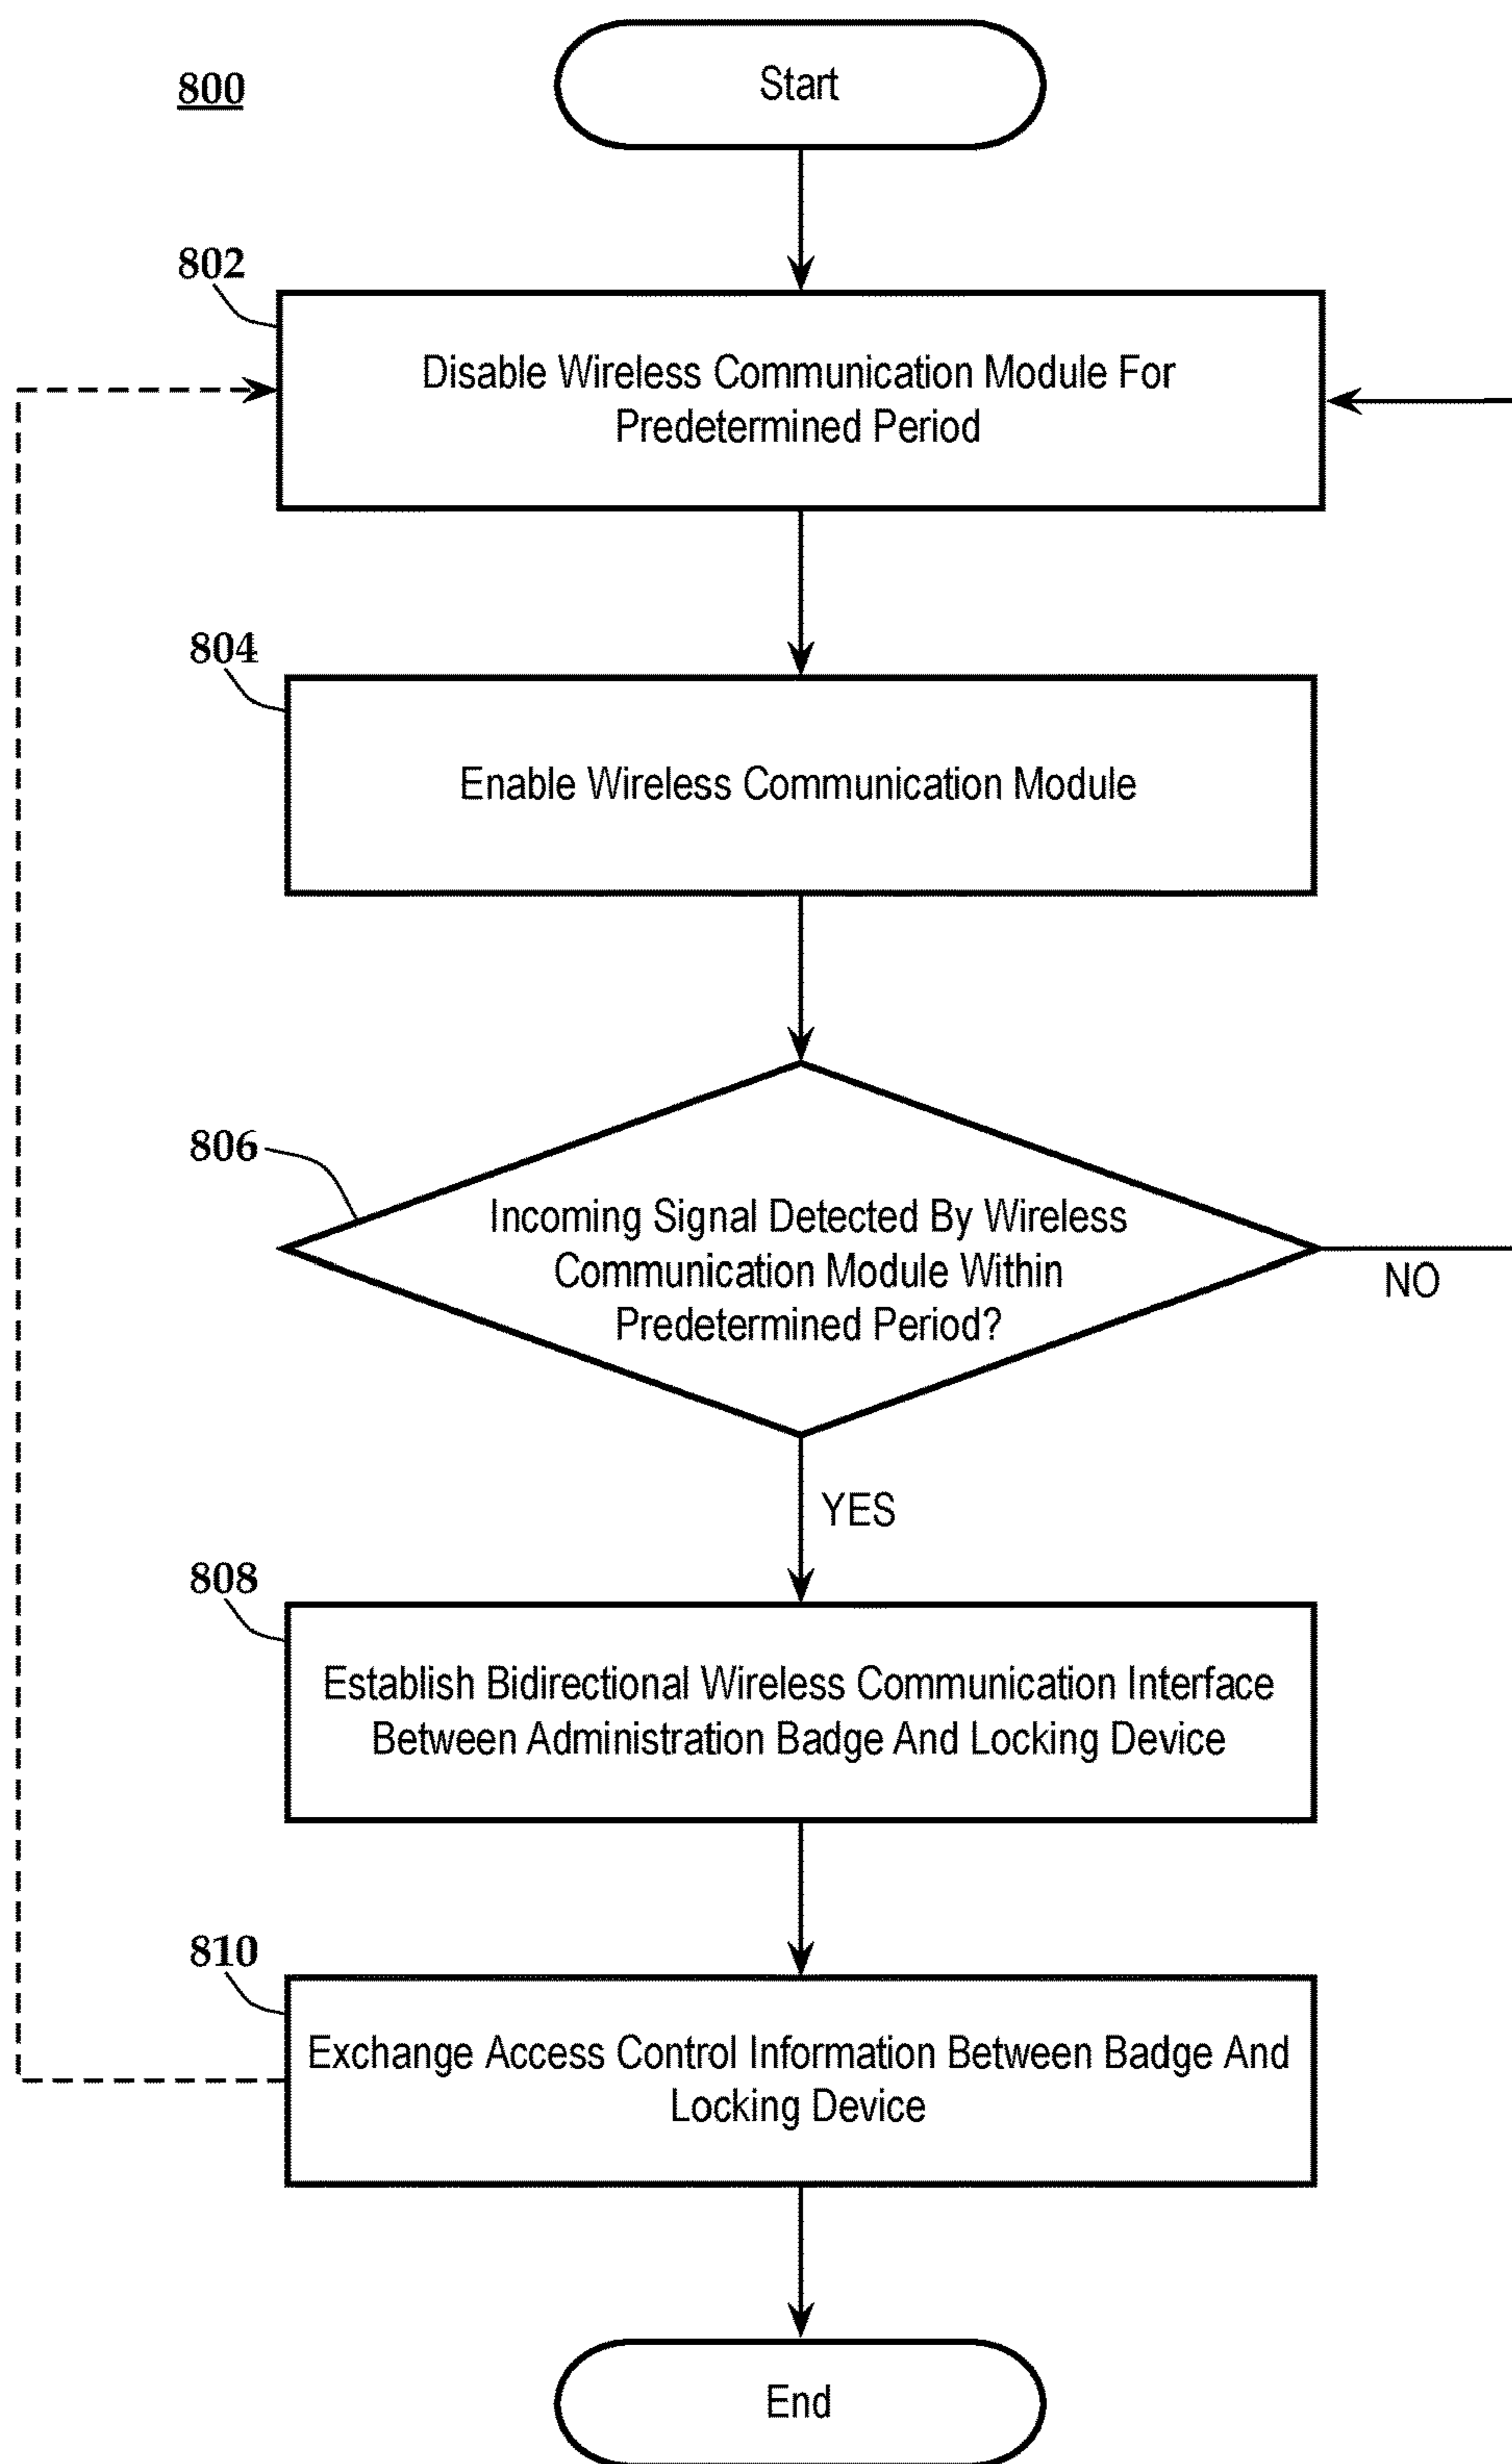 800
Start
802
Disable Wireless Communication Module For
Predetermined Period
804
Enable Wireless Communication Module
806
Incoming Signal Detected By Wireless
Communication Module Within
Predetermined Period?
NO
YES
808
Establish Bidirectional Wireless Communication Interface
Between Administration Badge And Locking Device
810
Exchange Access Control Information Between Badge And
Locking Device
End